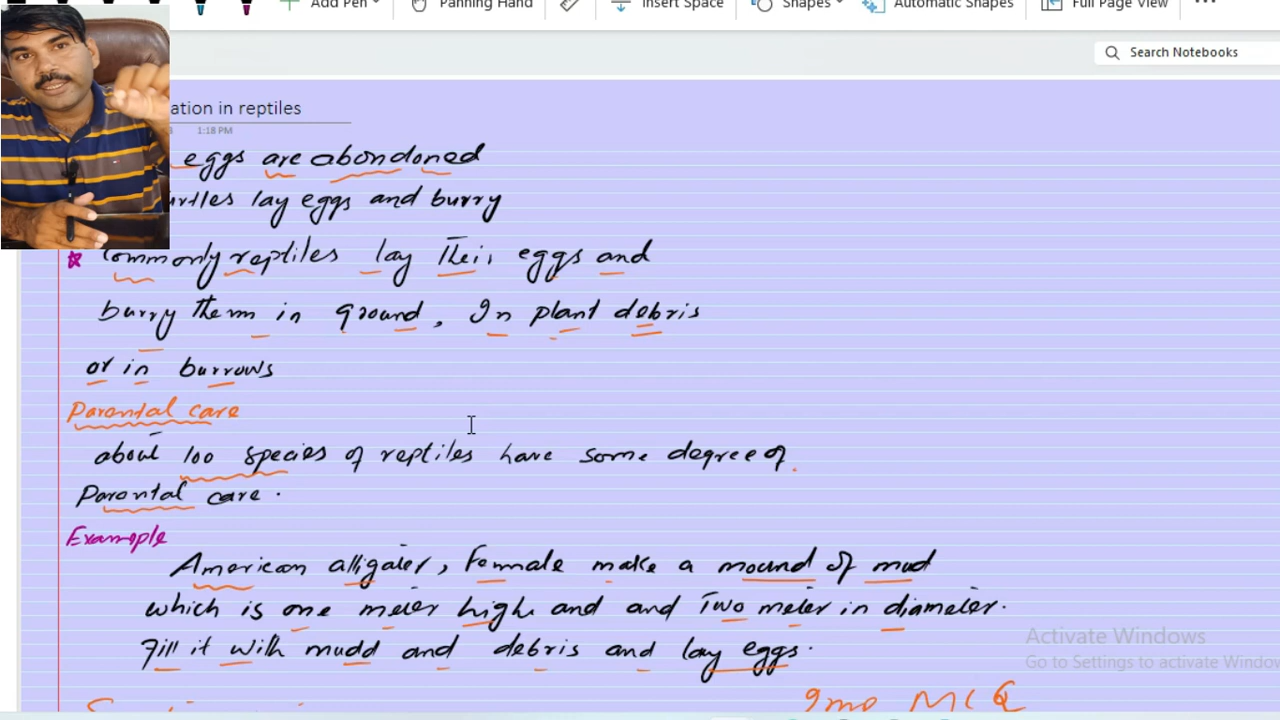 Add Pen
Panning Hand
Insert Space
Shapes
Automatic Shapes
Full Page View
Search Notebooks
ation in reptiles
1:18 PM
eggs are abondoned
urtles lay eggs and burry
Commonly reptiles lay their eggs and
burry them in ground, In plant debris
or in burrows
Parental care
about 100 species of reptiles have some degree of
Parental care.
Example
American alligater, Female make a mound of mud
which is one meter high and and Two meter in diameter.
Fill it with mudd and debris and lay eggs.
Activate Windows
Go to Settings to activate Window
Imp MCQ